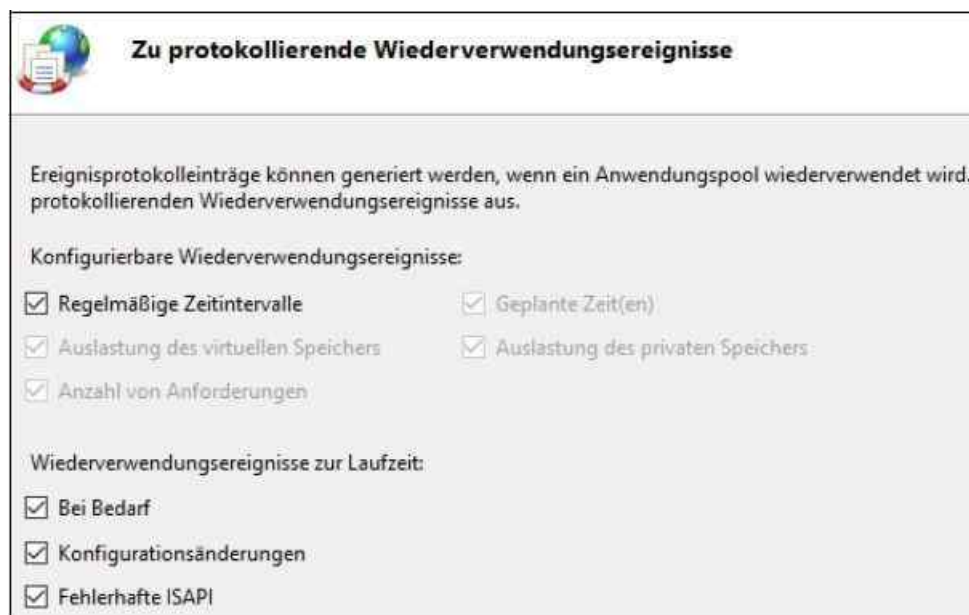 Zu protokollierende Wiederverwendungsereignisse
Ereignisprotokolleinträge können generiert werden, wenn ein Anwendungspool wiederverwendet wird.
protokollierenden Wiederverwendungsereignisse aus.
Konfigurierbare Wiederverwendungsereignisse:
Regelmäßige Zeitintervalle Geplante Zeit(en)
Auslastung des virtuellen Speichers Auslastung des privaten Speichers
Anzahl von Anforderungen
Wiederverwendungsereignisse zur Laufzeit:
Bei Bedarf
Konfigurationsänderungen
Fehlerhafte ISAPI